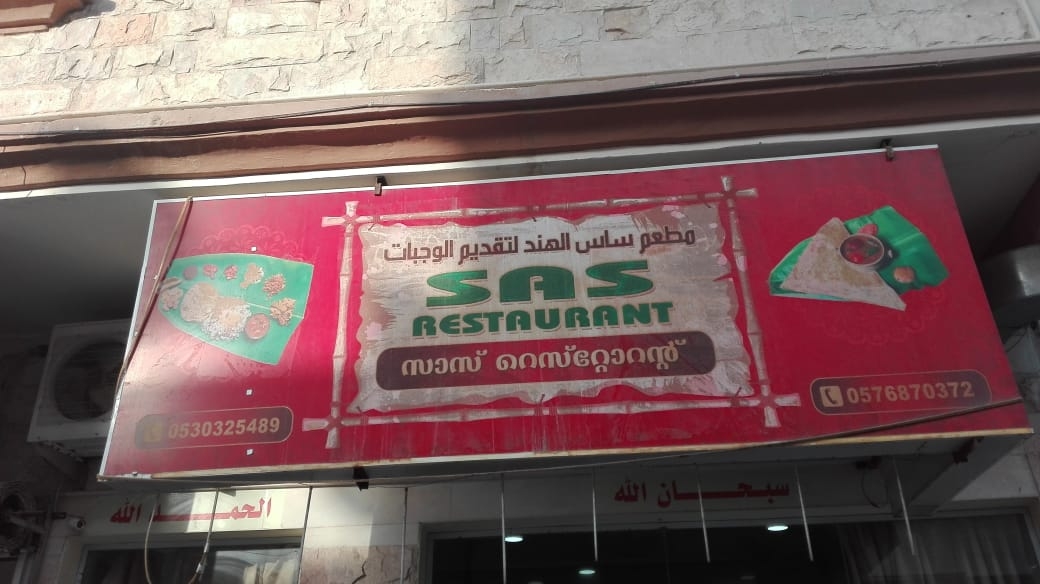 مطعم ساس الهند لتقديم الوجبات
SAS
RESTAURANT
സാസ് റെസ്റ്റോറന്റ്
0530325489
0576870372
الحمد الله
سبحان الله